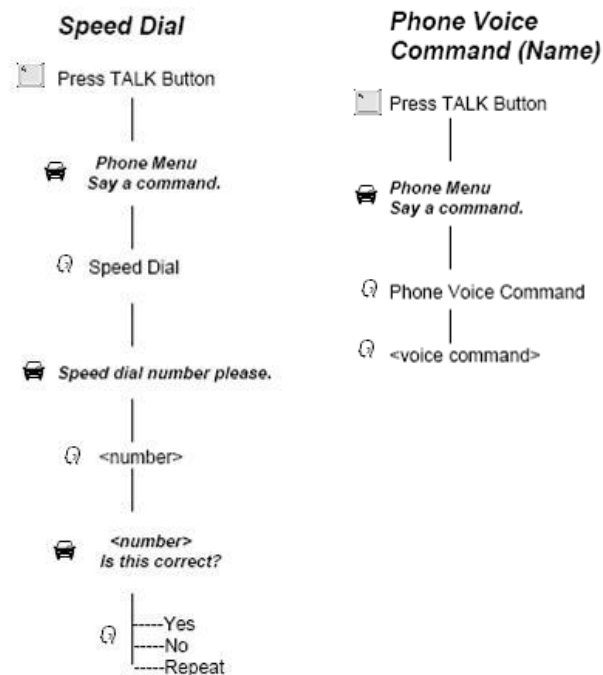 Speed Dial
Press TALK Button
Phone Menu
Say a command.
Speed Dial
Speed dial number please.
<number>
<number>
Is this correct?
-----Yes
-----No
-----Repeat
Phone Voice
Command (Name)
Press TALK Button
Phone Menu
Say a command.
Phone Voice Command
<voice command>